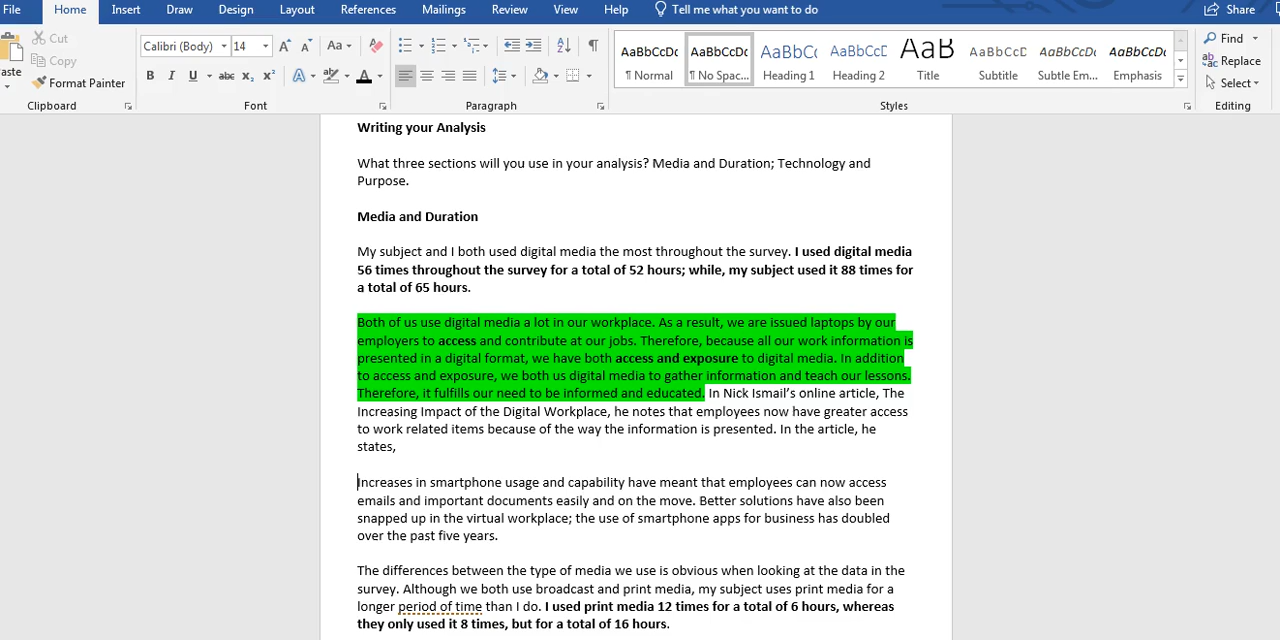 File Home Insert Draw Design Layout References Mailings Review View Help Tell me what you want to do Share
Cut
Copy
Format Painter
Clipboard
Calibri (Body) 14 Aa
B I U abc x₂ x² A A
Font
Paragraph
AaBbCcDc AaBbCcDc AaBbCc AaBbCcD AaB AaBbCcD AaBbCcDc AaBbCcDc
¶ Normal ¶ No Spac... Heading 1 Heading 2 Title Subtitle Subtle Em... Emphasis
Styles
Find
Replace
Select
Editing
Writing your Analysis
What three sections will you use in your analysis? Media and Duration; Technology and
Purpose.
Media and Duration
My subject and I both used digital media the most throughout the survey. I used digital media
56 times throughout the survey for a total of 52 hours; while, my subject used it 88 times for
a total of 65 hours.
Both of us use digital media a lot in our workplace. As a result, we are issued laptops by our
employers to access and contribute at our jobs. Therefore, because all our work information is
presented in a digital format, we have both access and exposure to digital media. In addition
to access and exposure, we both us digital media to gather information and teach our lessons.
Therefore, it fulfills our need to be informed and educated. In Nick Ismail’s online article, The
Increasing Impact of the Digital Workplace, he notes that employees now have greater access
to work related items because of the way the information is presented. In the article, he
states,
Increases in smartphone usage and capability have meant that employees can now access
emails and important documents easily and on the move. Better solutions have also been
snapped up in the virtual workplace; the use of smartphone apps for business has doubled
over the past five years.
The differences between the type of media we use is obvious when looking at the data in the
survey. Although we both use broadcast and print media, my subject uses print media for a
longer period of time than I do. I used print media 12 times for a total of 6 hours, whereas
they only used it 8 times, but for a total of 16 hours.